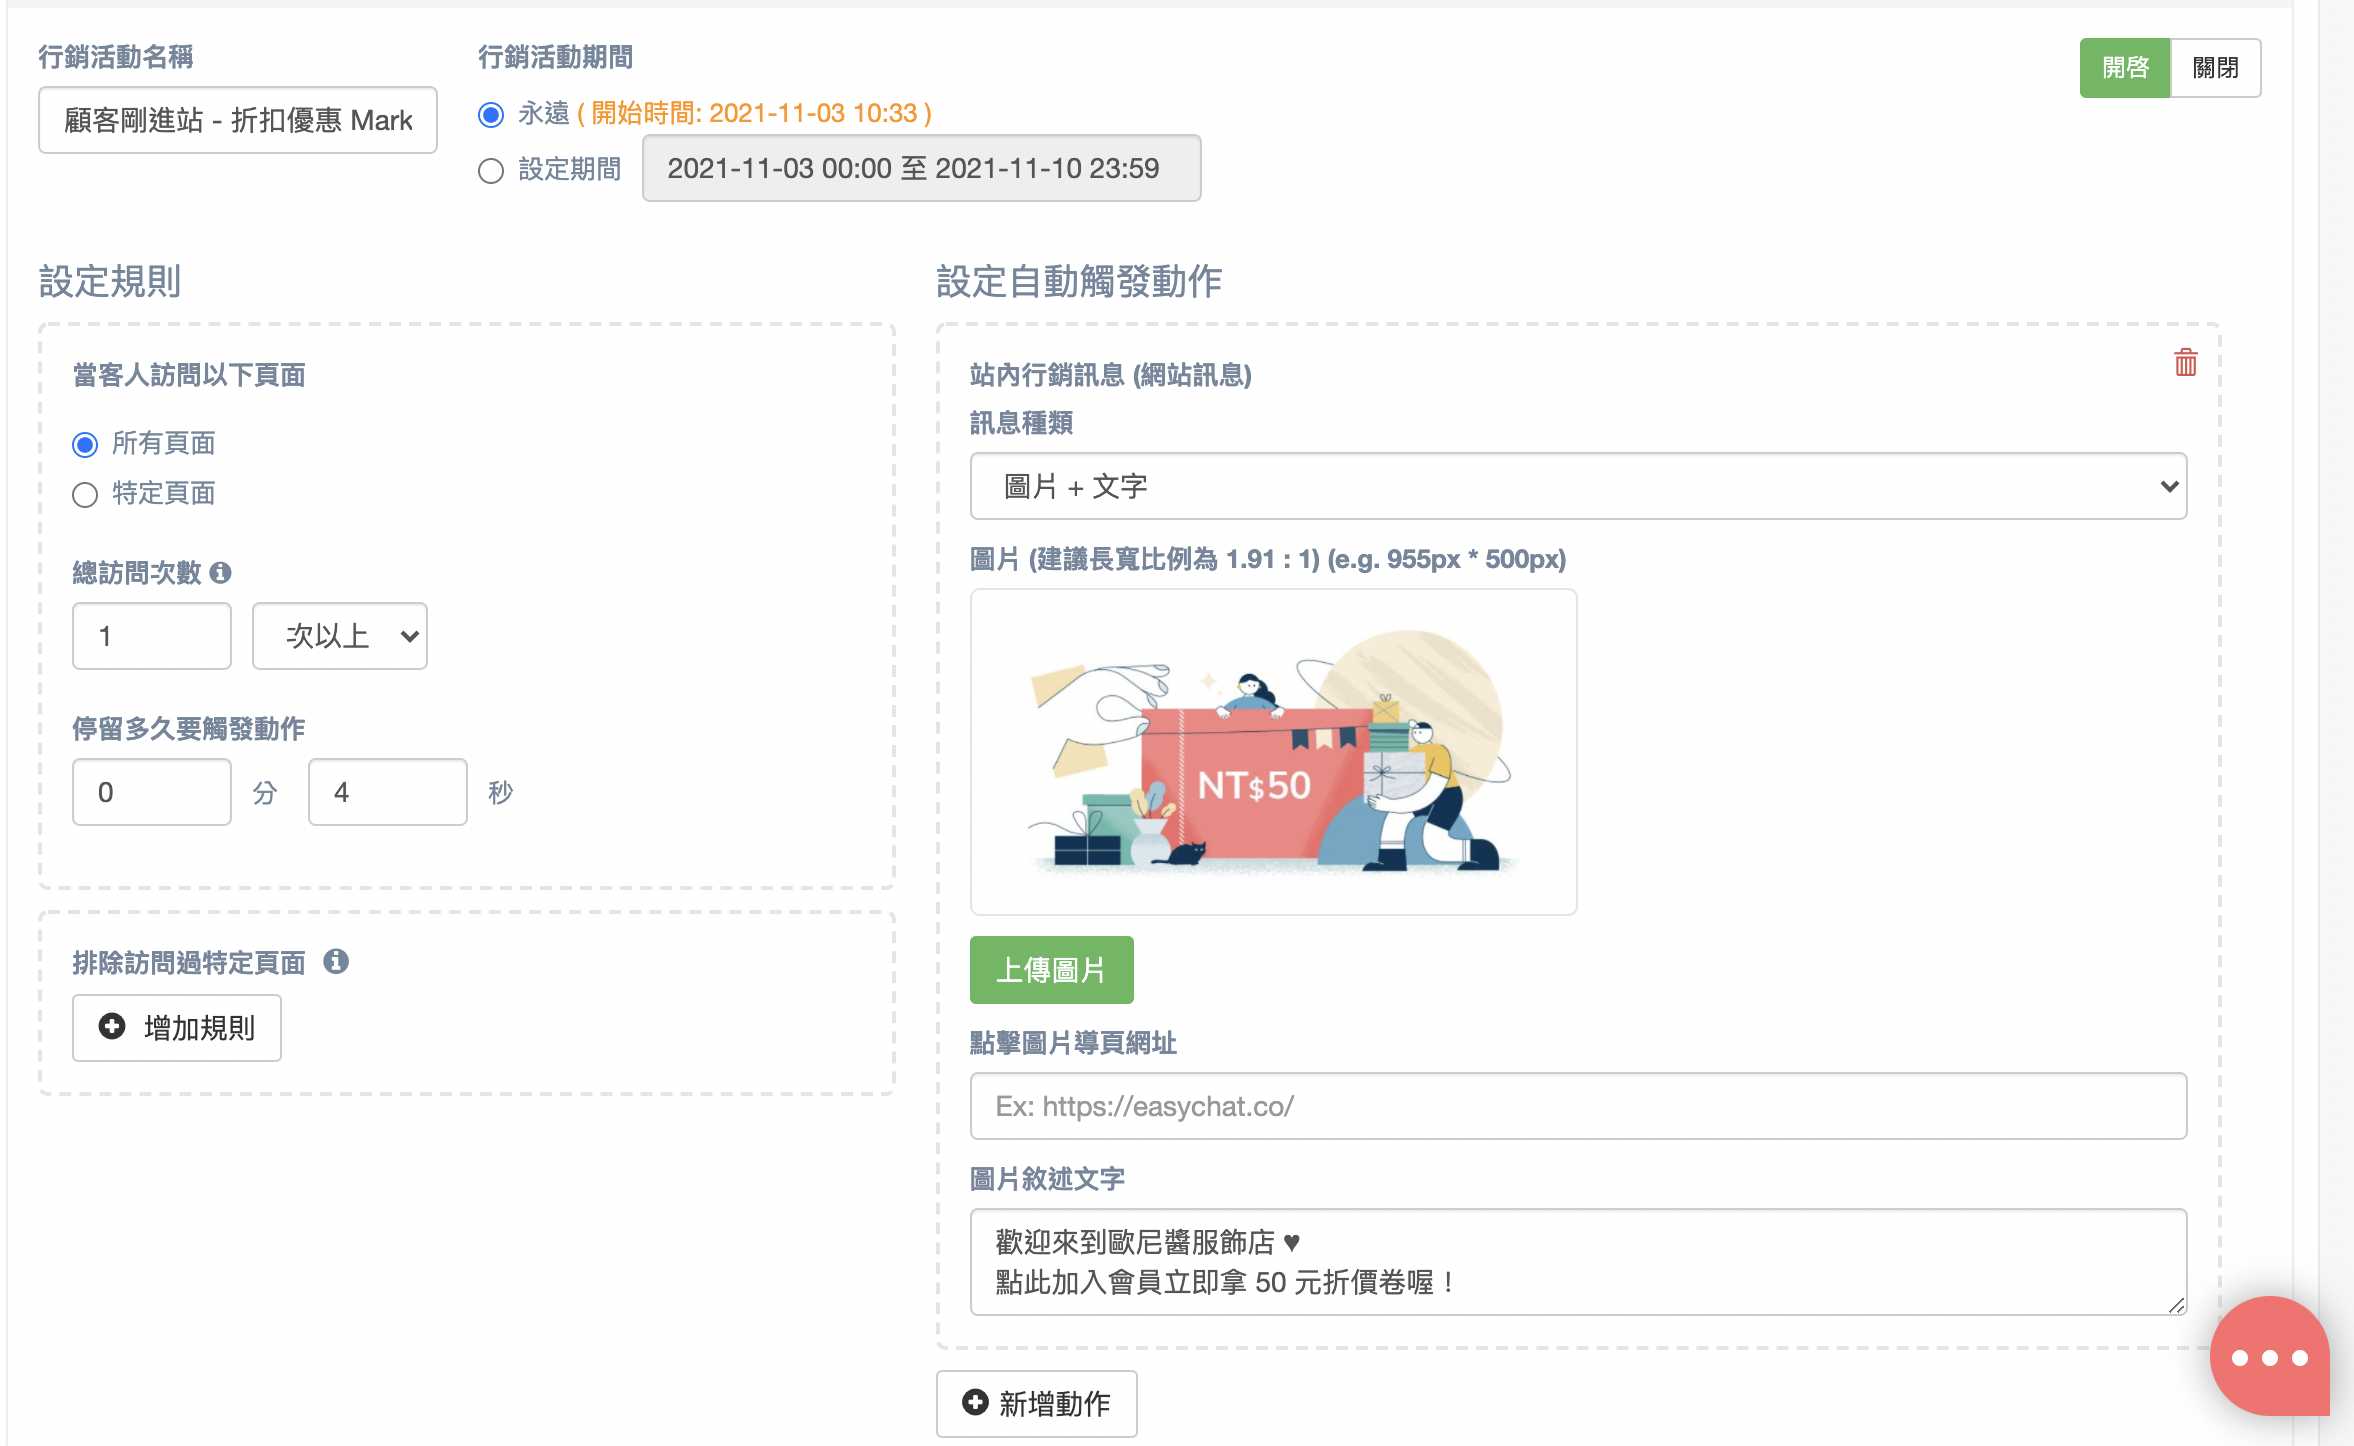 行銷活動名稱
顧客剛進站 - 折扣優惠 Mark
行銷活動期間
永遠 ( 開始時間: 2021-11-03 10:33 )
設定期間
2021-11-03 00:00 至 2021-11-10 23:59
開啓
關閉
設定規則
當客人訪問以下頁面
所有頁面
特定頁面
總訪問次數
1
次以上
停留多久要觸發動作
0
分
4
秒
排除訪問過特定頁面
增加規則
設定自動觸發動作
站內行銷訊息 (網站訊息)
訊息種類
圖片 + 文字
圖片 (建議長寬比例為 1.91 : 1) (e.g. 955px * 500px)
NT$50
上傳圖片
點擊圖片導頁網址
Ex: https://easychat.co/
圖片敘述文字
歡迎來到歐尼醬服飾店 ♥
點此加入會員立即拿 50 元折價卷喔！
新增動作